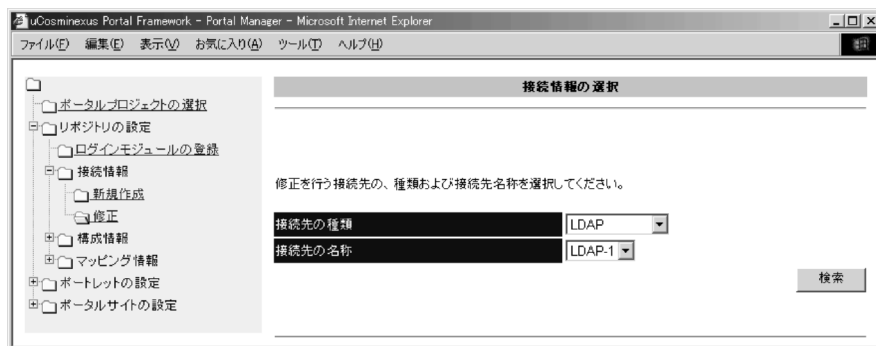 uCosminexus Portal Framework - Portal Manager - Microsoft Internet Explorer
ファイル(F) 編集(E) 表示(V) お気に入り(A) ツール(T) ヘルプ(H)
ポータルプロジェクトの選択
リポジトリの設定
ログインモジュールの登録
接続情報
新規作成
修正
構成情報
マッピング情報
ポートレットの設定
ポータルサイトの設定
接続情報の選択
修正を行う接続先の、種類および接続先名称を選択してください。
接続先の種類 LDAP
接続先の名称 LDAP-1
検索